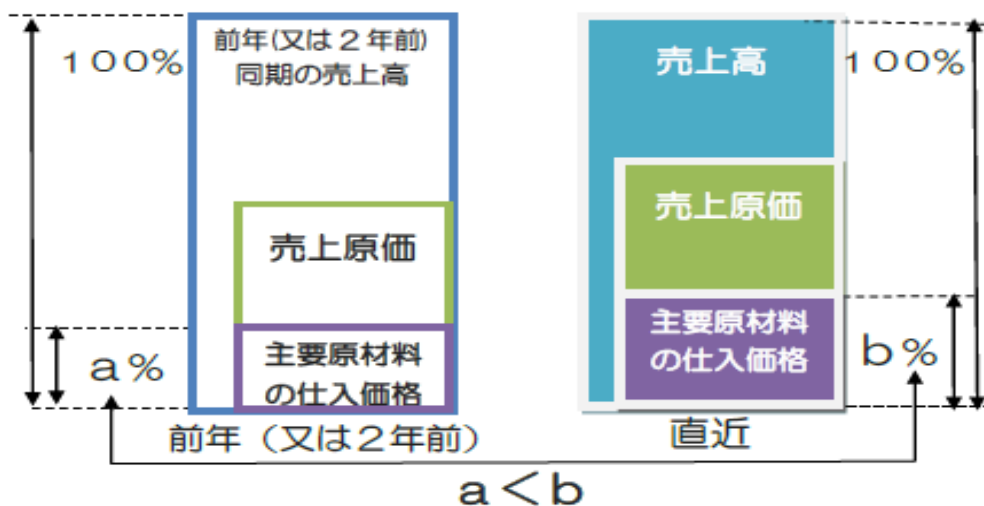 100%
前年(又は2年前)
同期の売上高
売上原価
主要原材料
の仕入価格
a%
前年（又は２年前）
売上高
100%
売上原価
主要原材料
の仕入価格
b%
直近
a＜b